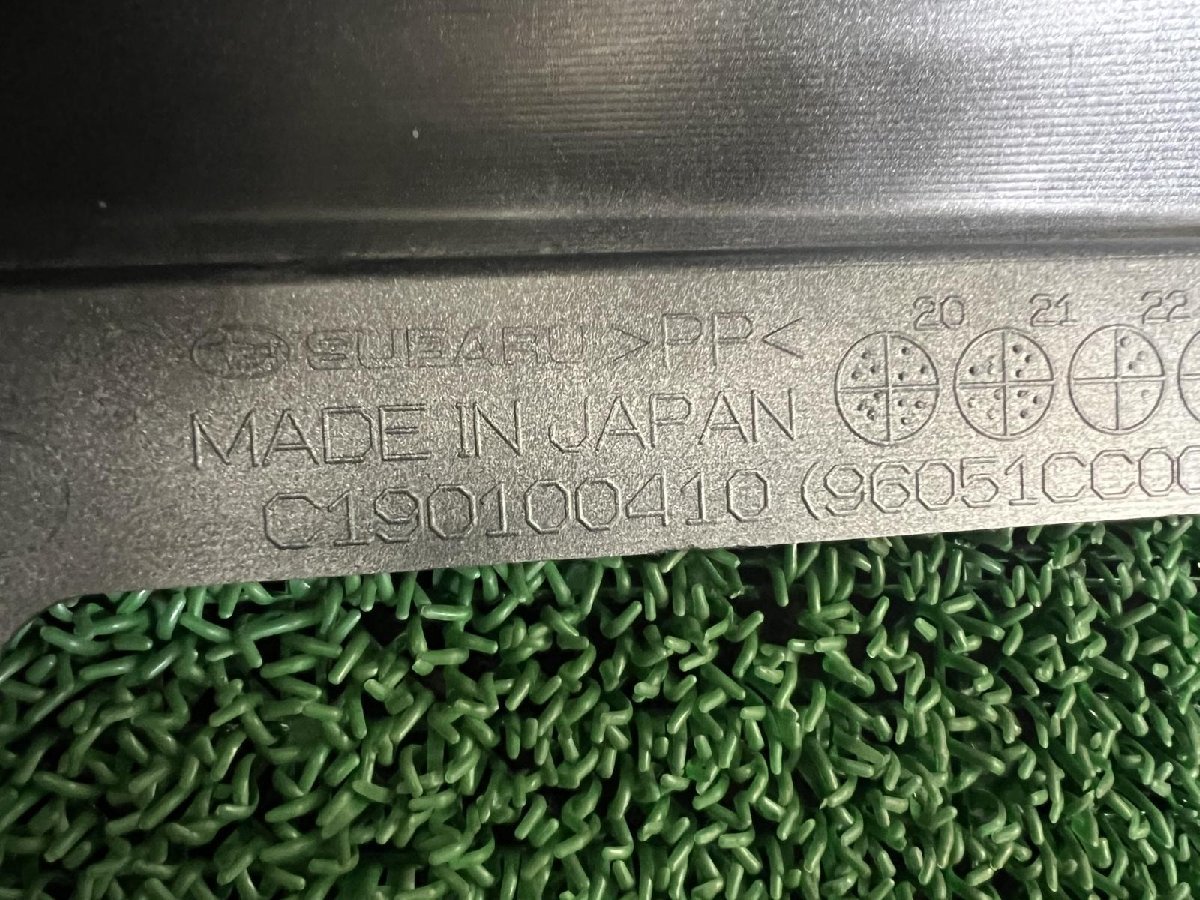 SUBARU >PP< 20 21 22
MADE IN JAPAN
C190100410 (96051CC00